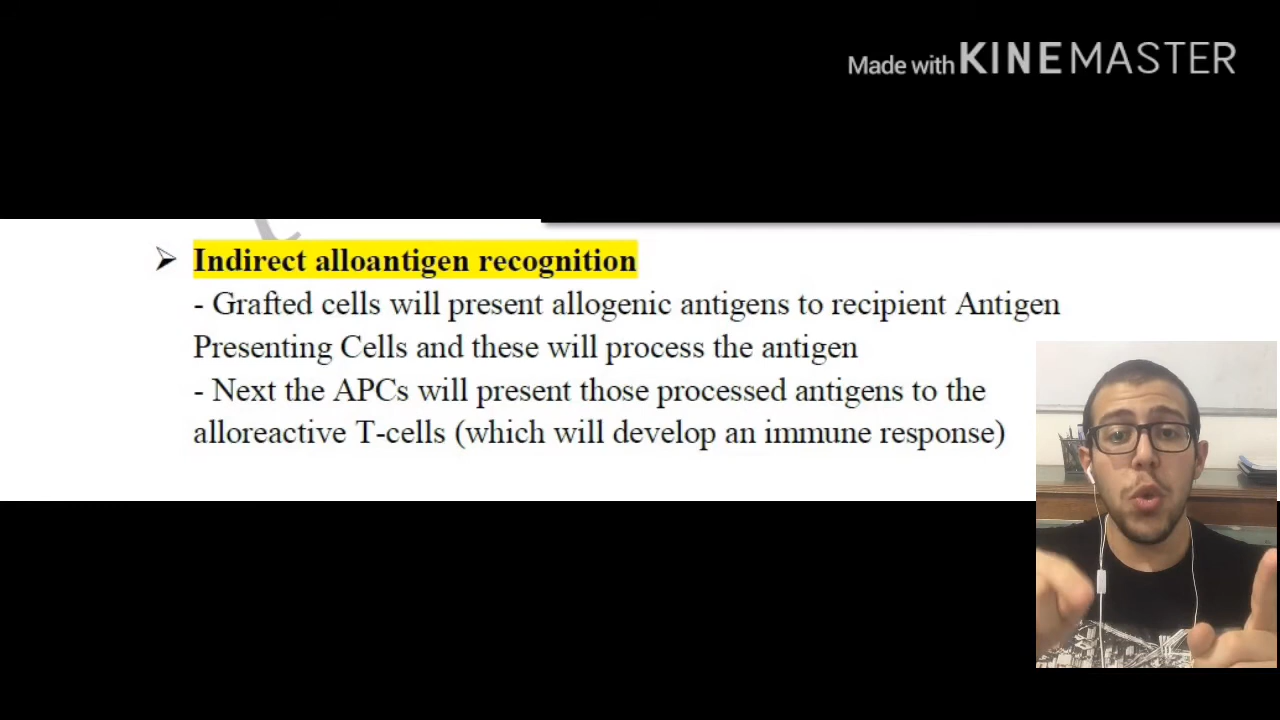 Made with KINEMASTER
➢ Indirect alloantigen recognition
- Grafted cells will present allogenic antigens to recipient Antigen
Presenting Cells and these will process the antigen
- Next the APCs will present those processed antigens to the
alloreactive T-cells (which will develop an immune response)